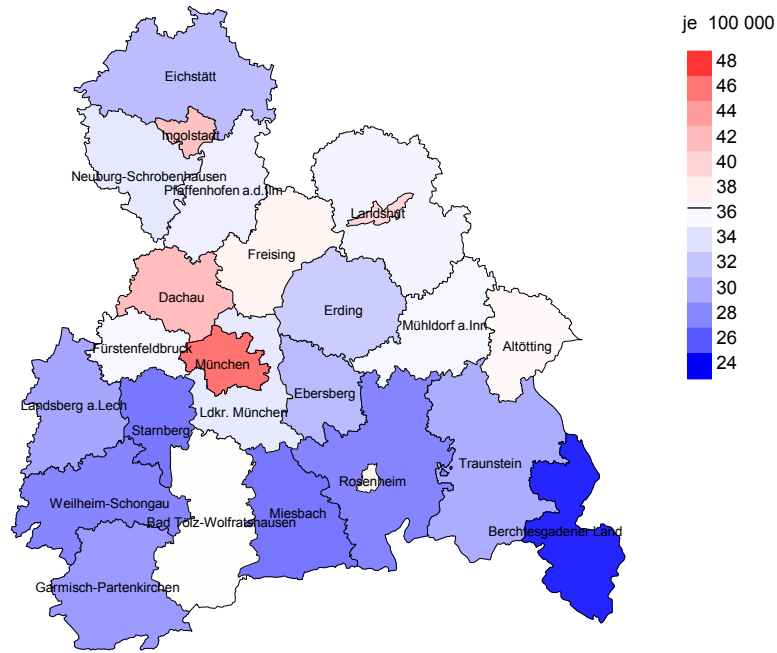 je 100 000
48
46
44
42
40
38
36
34
32
30
28
26
24
Eichstätt
Ingolstadt
Neuburg-Schrobenhausen
Pfaffenhofen a.d.Ilm
Landshut
Freising
Dachau
Erding
Mühldorf a.Inn
Altötting
Fürstenfeldbruck
München
Ebersberg
Landsberg a.Lech
Ldkr. München
Starnberg
Traunstein
Rosenheim
Weilheim-Schongau
Miesbach
Bad Tölz-Wolfratshausen
Berchtesgadener Land
Garmisch-Partenkirchen